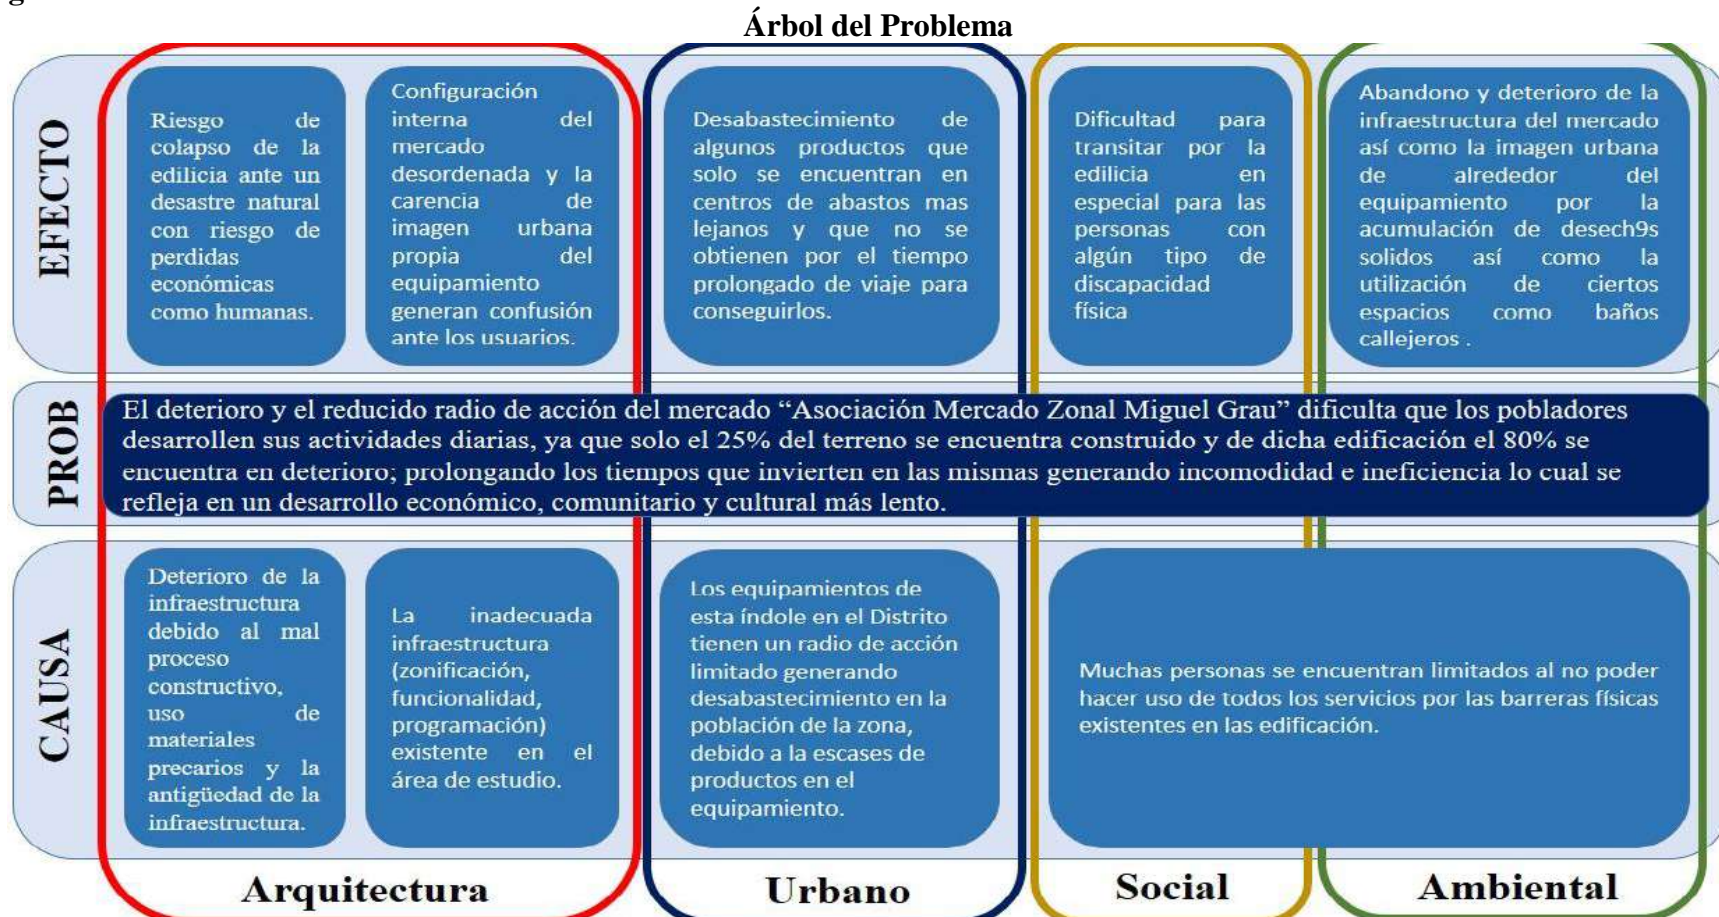 g
Árbol del Problema
EFECTO
Riesgo de
colapso de la
edilicia ante un
desastre natural
con riesgo de
perdidas
económicas
como humanas.
Configuración
interna del
mercado
desordenada y la
carencia de
imagen urbana
propia del
equipamiento
generan confusión
ante los usuarios.
Desabastecimiento de
algunos productos que
solo se encuentran en
centros de abastos mas
lejanos y que no se
obtienen por el tiempo
prolongado de viaje para
conseguirlos.
Dificultad para
transitar por la
edilicia en
especial para las
personas con
algún tipo de
discapacidad
física
Abandono y deterioro de la
infraestructura del mercado
así como la imagen urbana
de alrededor del
equipamiento por la
acumulación de desech9s
solidos así como la
utilización de ciertos
espacios como baños
callejeros .
PROB
El deterioro y el reducido radio de acción del mercado “Asociación Mercado Zonal Miguel Grau” dificulta que los pobladores
desarrollen sus actividades diarias, ya que solo el 25% del terreno se encuentra construido y de dicha edificación el 80% se
encuentra en deterioro; prolongando los tiempos que invierten en las mismas generando incomodidad e ineficiencia lo cual se
refleja en un desarrollo económico, comunitario y cultural más lento.
CAUSA
Deterioro de la
infraestructura
debido al mal
proceso
constructivo,
uso de
materiales
precarios y la
antigüedad de la
infraestructura.
La inadecuada
infraestructura
(zonificación,
funcionalidad,
programación)
existente en el
área de estudio.
Los equipamientos de
esta índole en el Distrito
tienen un radio de acción
limitado generando
desabastecimiento en la
población de la zona,
debido a la escases de
productos en el
equipamiento.
Muchas personas se encuentran limitados al no poder
hacer uso de todos los servicios por las barreras físicas
existentes en las edificación.
Arquitectura
Urbano
Social
Ambiental